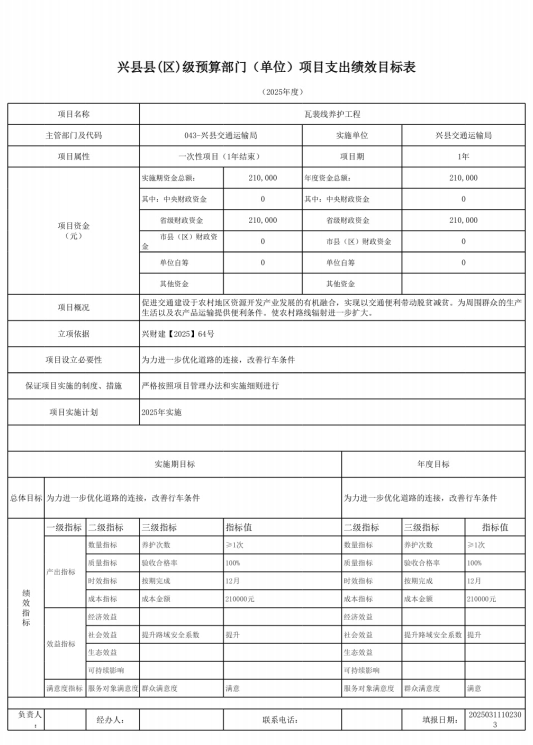 兴县县(区)级预算部门（单位）项目支出绩效目标表
（2025年度）
项目名称 瓦装线养护工程
主管部门及代码 043-兴县交通运输局 实施单位 兴县交通运输局
项目属性 一次性项目（1年结束） 项目期 1年
项目资金
（元）
实施期资金总额： 210,000 年度资金总额： 210,000
其中：中央财政资金 0 其中：中央财政资金 0
省级财政资金 210,000 省级财政资金 210,000
市县（区）财政资金 0 市县（区）财政资金 0
单位自筹 0 单位自筹 0
其他资金 其他资金
项目概况 促进交通建设于农村地区资源开发产业发展的有机融合，实现以交通便利带动脱贫减贫。为周围群众的生产
生活以及农产品运输提供便利条件。使农村路线辐射进一步扩大。
立项依据 兴财建【2025】64号
项目设立必要性 为力进一步优化道路的连接，改善行车条件
保证项目实施的制度、措施 严格按照项目管理办法和实施细则进行
项目实施计划 2025年实施
实施期目标 年度目标
总体目标 为力进一步优化道路的连接，改善行车条件 为力进一步优化道路的连接，改善行车条件
绩效指标
一级指标 二级指标 三级指标 指标值 二级指标 三级指标 指标值
产出指标 数量指标 养护次数 ≥1次 数量指标 养护次数 ≥1次
质量指标 验收合格率 100% 质量指标 验收合格率 100%
时效指标 按期完成 12月 时效指标 按期完成 12月
成本指标 成本金额 210000元 成本指标 成本金额 210000元
效益指标 经济效益 经济效益
社会效益 提升路域安全系数 提升 社会效益 提升路域安全系数 提升
生态效益 生态效益
可持续影响 可持续影响
满意度指标 服务对象满意度 群众满意度 满意 服务对象满意度 群众满意度 满意
负责人： 经办人： 联系电话： 填报日期： 20250311102303